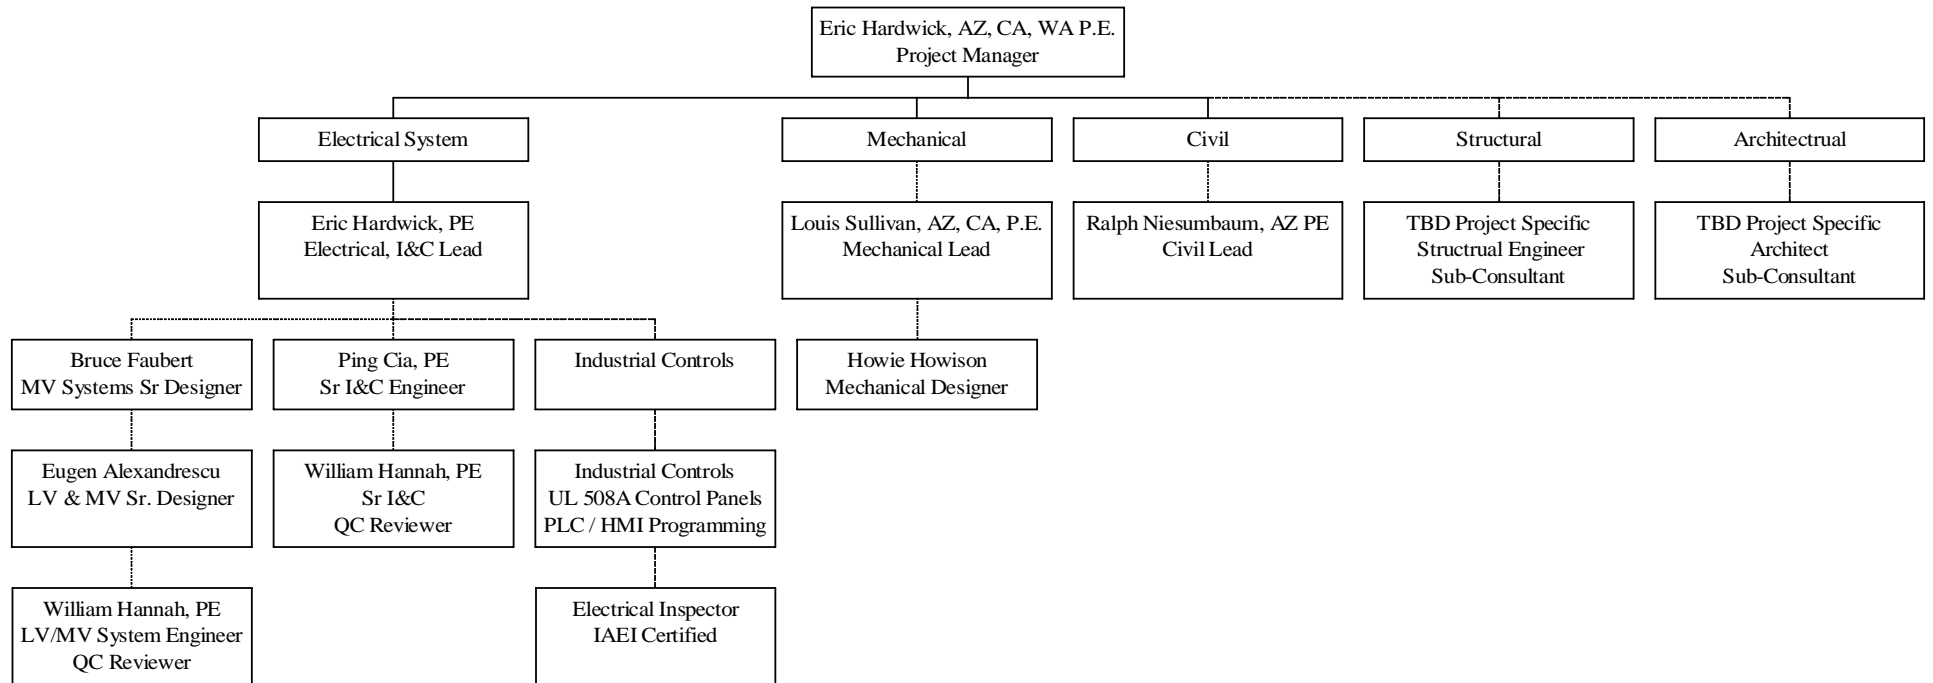 Eric Hardwick, AZ, CA, WA P.E.
Project Manager
Electrical System
Mechanical
Civil
Structural
Architectrual
Eric Hardwick, PE
Electrical, I&C Lead
Louis Sullivan, AZ, CA, P.E.
Mechanical Lead
Ralph Niesumbaum, AZ PE
Civil Lead
TBD Project Specific
Structrual Engineer
Sub-Consultant
TBD Project Specific
Architect
Sub-Consultant
Bruce Faubert
MV Systems Sr Designer
Ping Cia, PE
Sr I&C Engineer
Industrial Controls
Howie Howison
Mechanical Designer
Eugen Alexandrescu
LV & MV Sr. Designer
William Hannah, PE
Sr I&C
QC Reviewer
Industrial Controls
UL 508A Control Panels
PLC / HMI Programming
William Hannah, PE
LV/MV System Engineer
QC Reviewer
Electrical Inspector
IAEI Certified